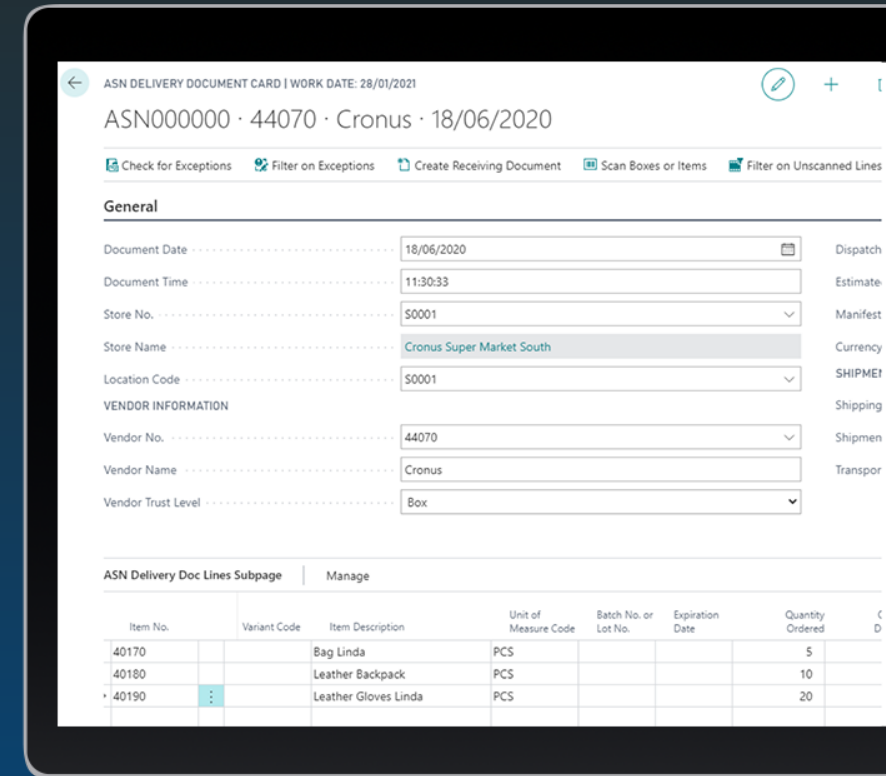 ASN DELIVERY DOCUMENT CARD | WORK DATE: 28/01/2021
ASN000000 · 44070 · Cronus · 18/06/2020
Check for Exceptions Filter on Exceptions Create Receiving Document Scan Boxes or Items Filter on Unscanned Lines
General
Document Date 18/06/2020 Dispatch
Document Time 11:30:33
Store No. S0001 Manifest
Store Name Cronus Super Market South Currency
Location Code S0001
VENDOR INFORMATION Shipping
Vendor No. 44070
Vendor Name Cronus
Vendor Trust Level Box
ASN Delivery Doc Lines Subpage Manage
Item No. Variant Code Item Description Unit of Measure Code Batch No. or Lot No. Expiration Date Quantity Ordered
40170 Bag Linda PCS 5
40180 Leather Backpack PCS 10
40190 Leather Gloves Linda PCS 20